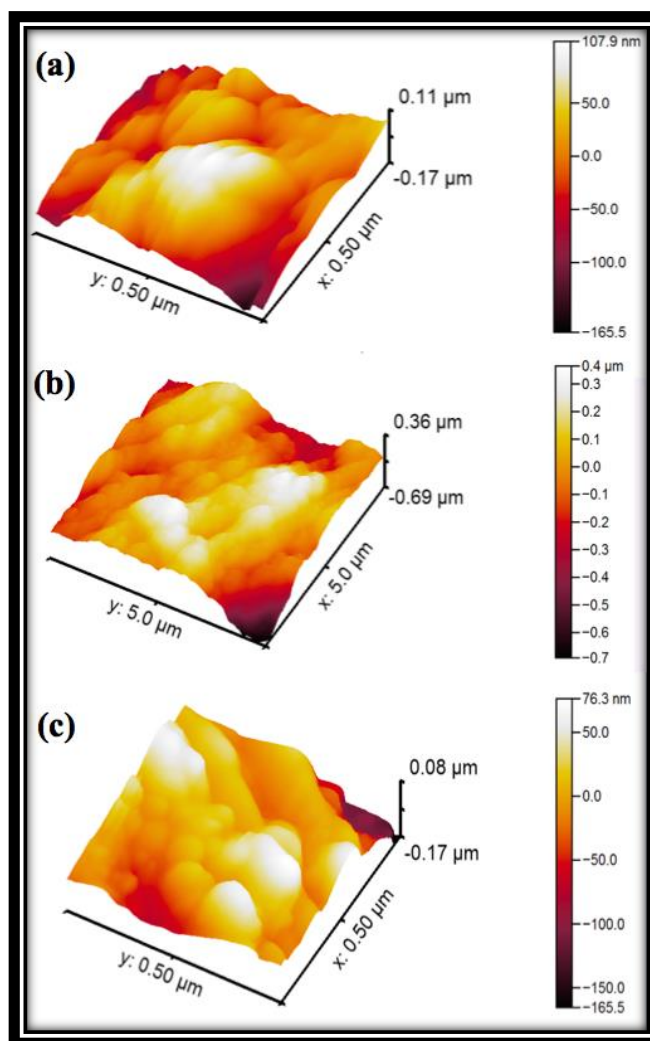 (a)
0.11 µm
-0.17 µm
x: 0.50 µm
y: 0.50 µm
107.9 nm
50.0
0.0
−50.0
−100.0
−165.5
(b)
0.36 µm
-0.69 µm
x: 5.0 µm
y: 5.0 µm
0.4 µm
0.3
0.2
0.1
0.0
−0.1
−0.2
−0.3
−0.4
−0.5
−0.6
−0.7
(c)
0.08 µm
-0.17 µm
x: 0.50 µm
y: 0.50 µm
76.3 nm
50.0
0.0
−50.0
−100.0
−150.0
−165.5